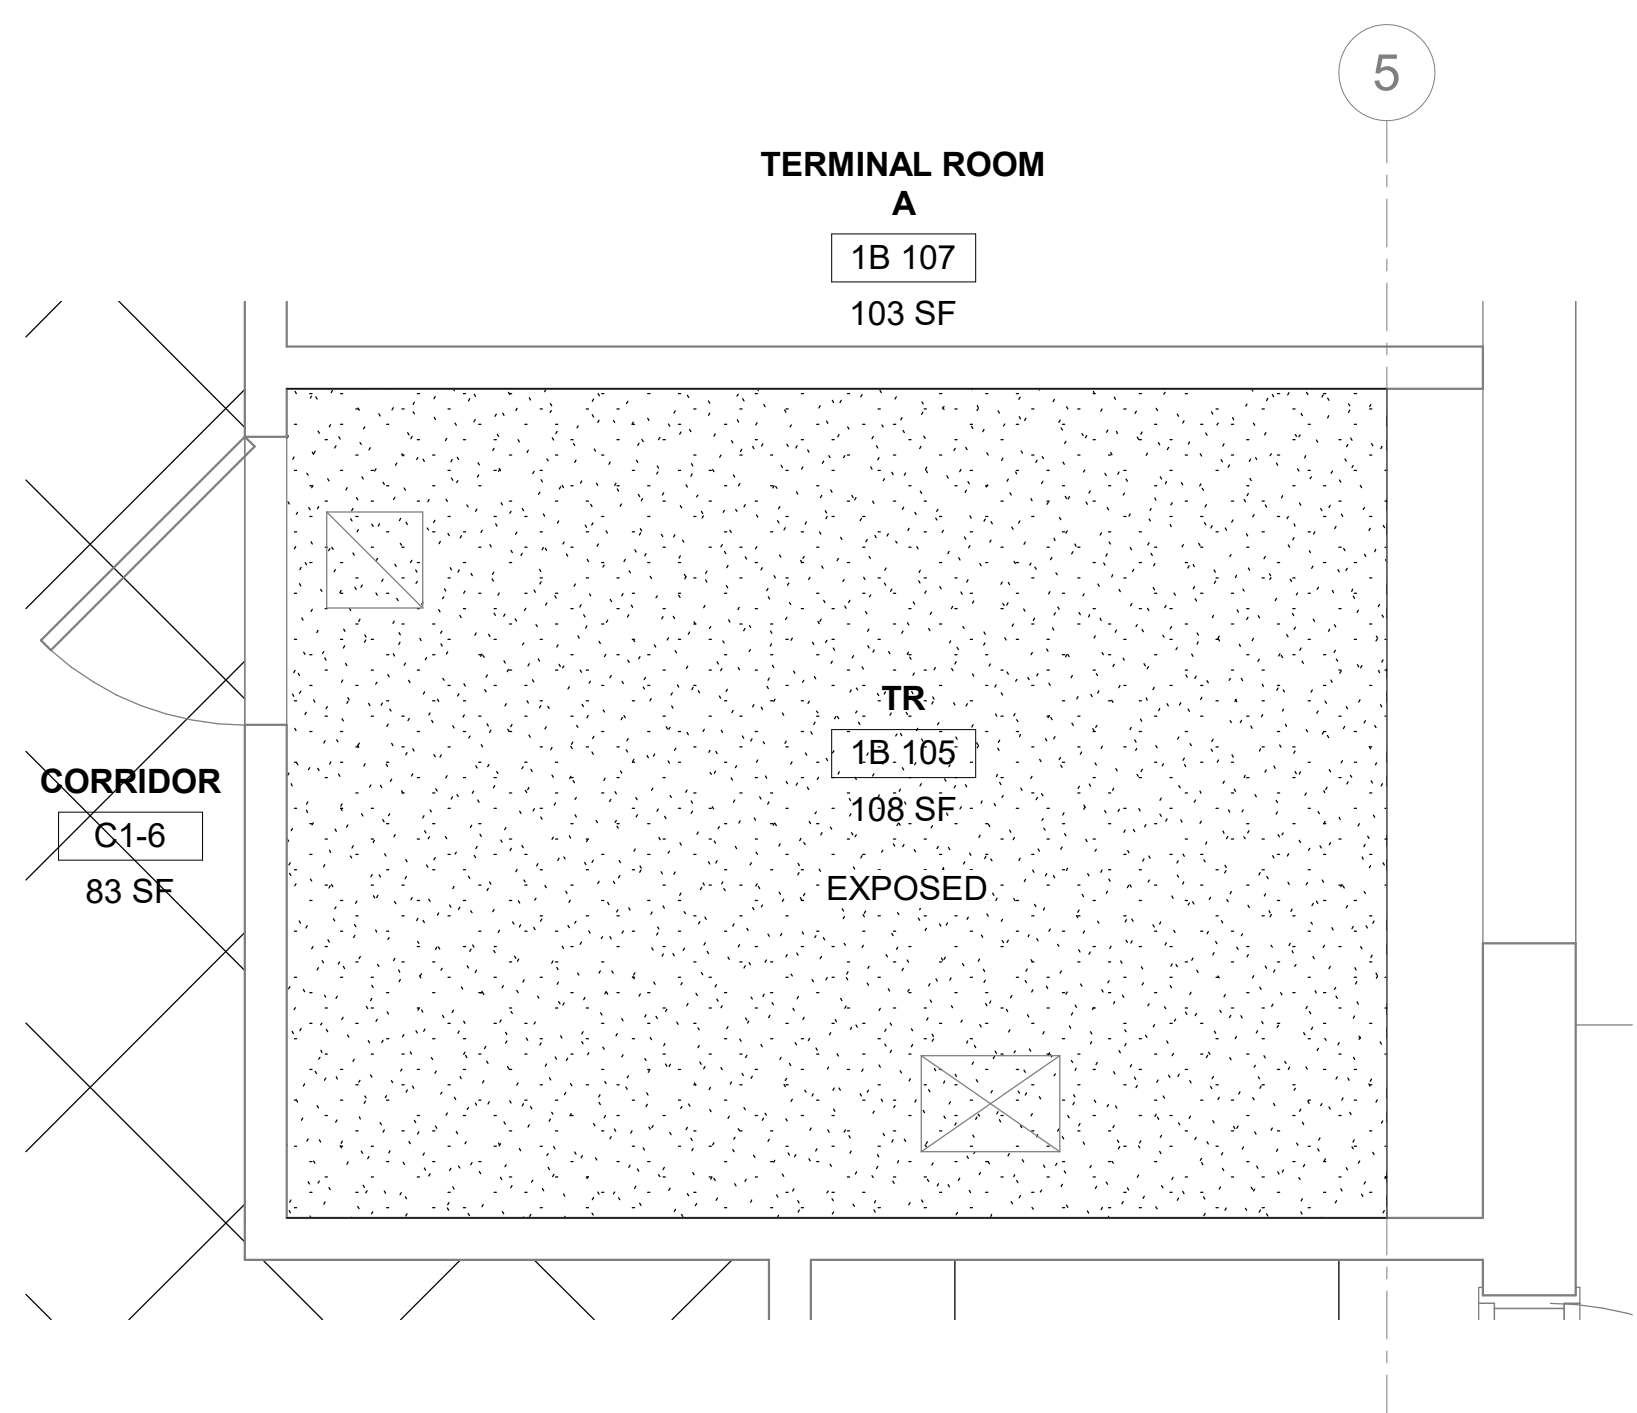 5
TERMINAL ROOM
A
1B 107
103 SF
TR
1B 105
108 SF
EXPOSED
CORRIDOR
C1-6
83 SF